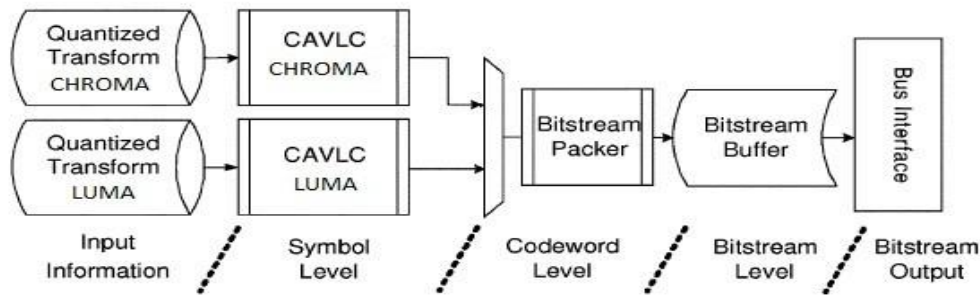 Quantized
Transform
CHROMA
CAVLC
CHROMA
Quantized
Transform
LUMA
CAVLC
LUMA
Bitstream
Packer
Bitstream
Buffer
Bus Interface
Input
Information
Symbol
Level
Codeword
Level
Bitstream
Level
Bitstream
Output